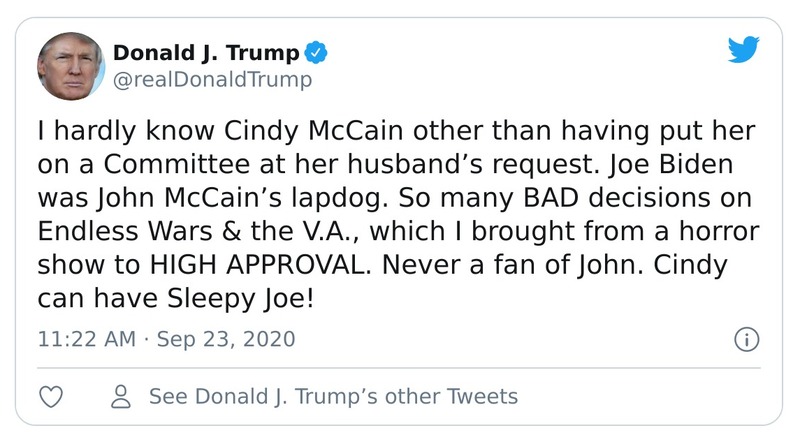 Donald J. Trump
@realDonaldTrump
I hardly know Cindy McCain other than having put her
on a Committee at her husband’s request. Joe Biden
was John McCain’s lapdog. So many BAD decisions on
Endless Wars & the V.A., which I brought from a horror
show to HIGH APPROVAL. Never a fan of John. Cindy
can have Sleepy Joe!
11:22 AM · Sep 23, 2020
See Donald J. Trump’s other Tweets